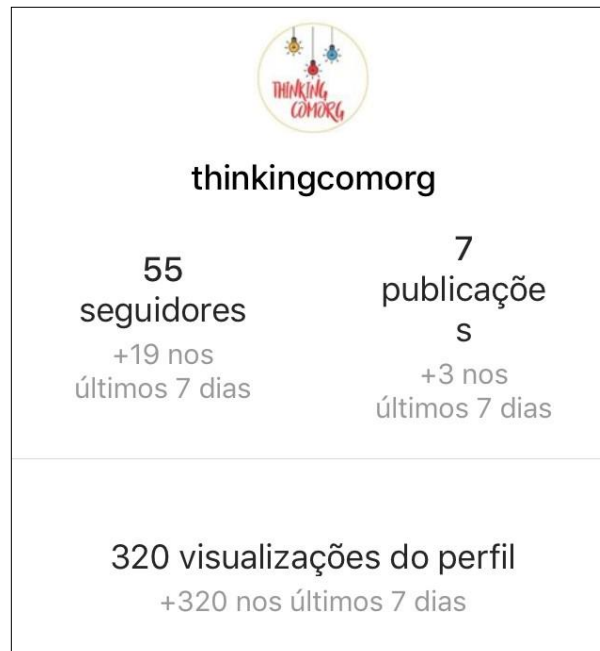 THINKING
COMORG
thinkingcomorg
55
seguidores
+19 nos
últimos 7 dias
7
publicaçõe
s
+3 nos
últimos 7 dias
320 visualizações do perfil
+320 nos últimos 7 dias